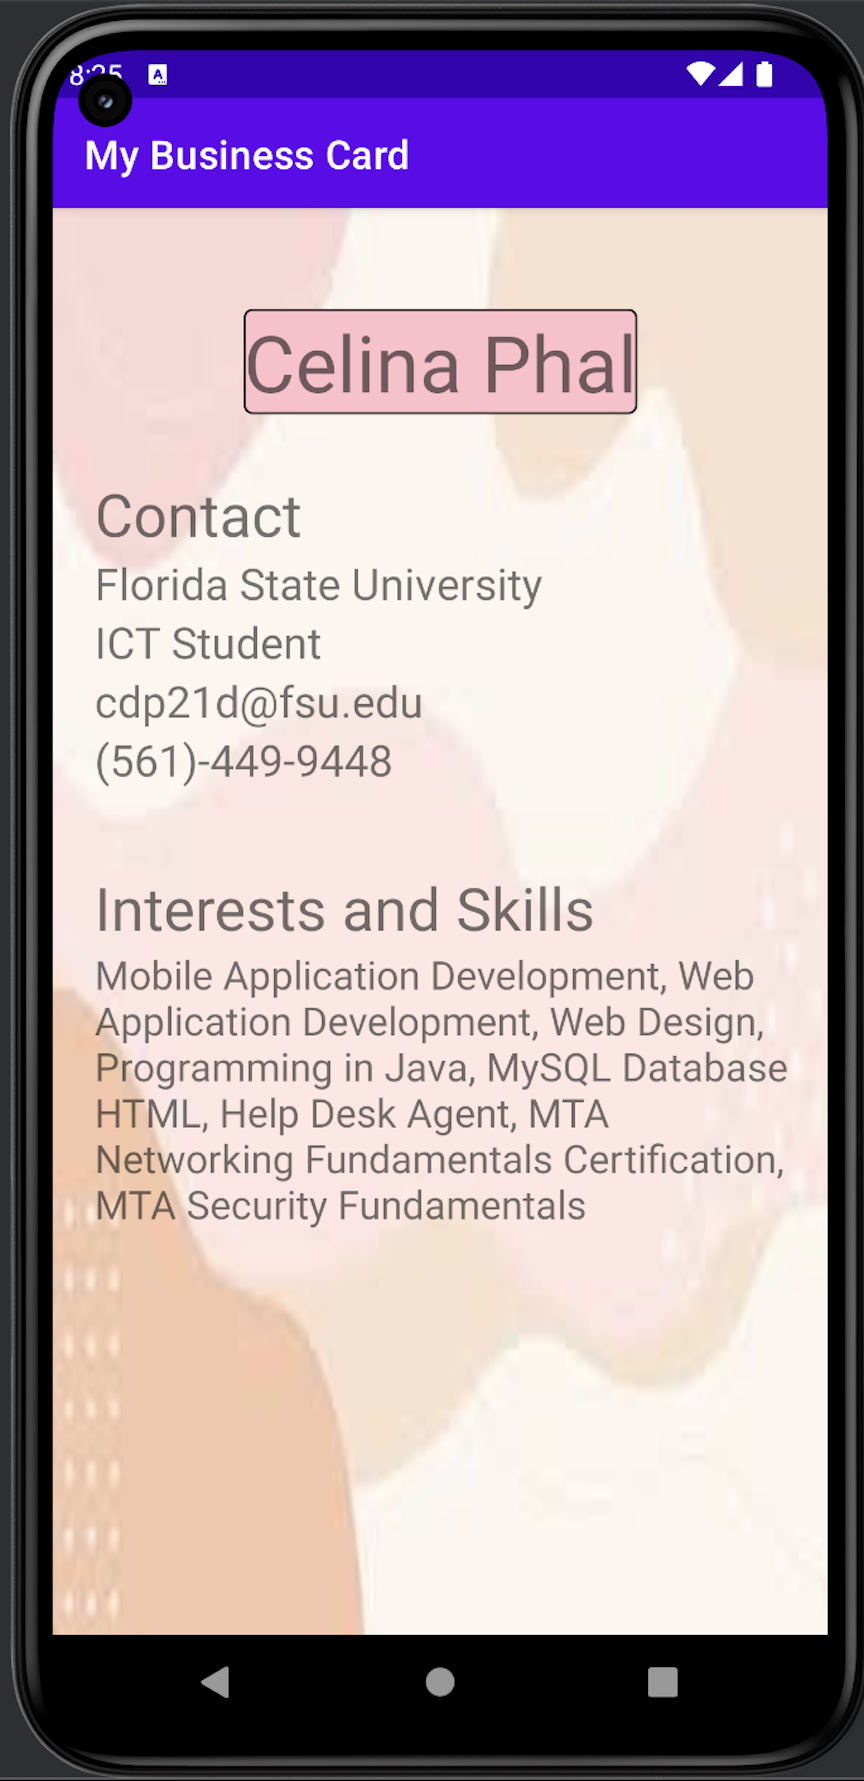 8:25
My Business Card
Celina Phal
Contact
Florida State University
ICT Student
cdp21d@fsu.edu
(561)-449-9448
Interests and Skills
Mobile Application Development, Web
Application Development, Web Design,
Programming in Java, MySQL Database
HTML, Help Desk Agent, MTA
Networking Fundamentals Certification,
MTA Security Fundamentals